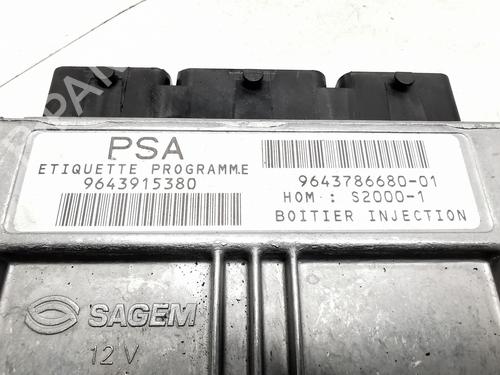 PSA
ETIQUETTE PROGRAMME
9643915380
9643786680-01
HOM : S2000-1
BOITIER INJECTION
SAGEM
12 V